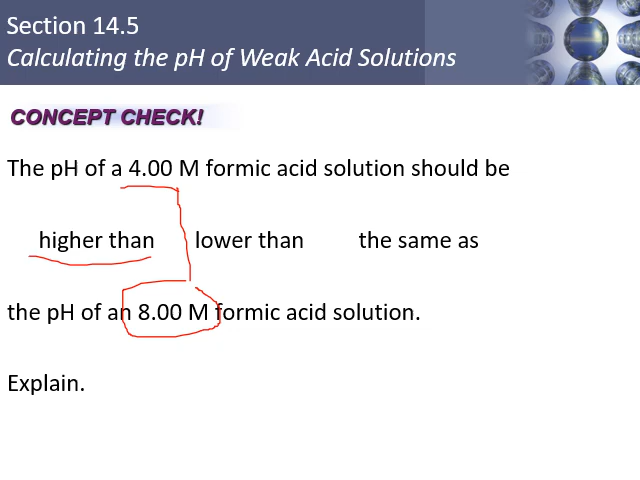 Section 14.5
Calculating the pH of Weak Acid Solutions
CONCEPT CHECK!
The pH of a 4.00 M formic acid solution should be
higher than lower than the same as
the pH of an 8.00 M formic acid solution.
Explain.